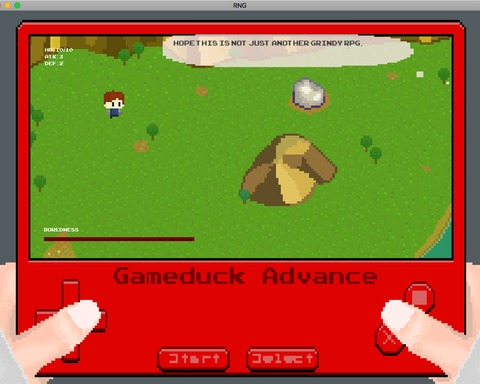 RNG
HOPE THIS IS NOT JUST ANOTHER GRINDY RPG.
HP:10/10
ATK:3
DEF:2
BOREDNESS
Gameduck Advance
Start
Select